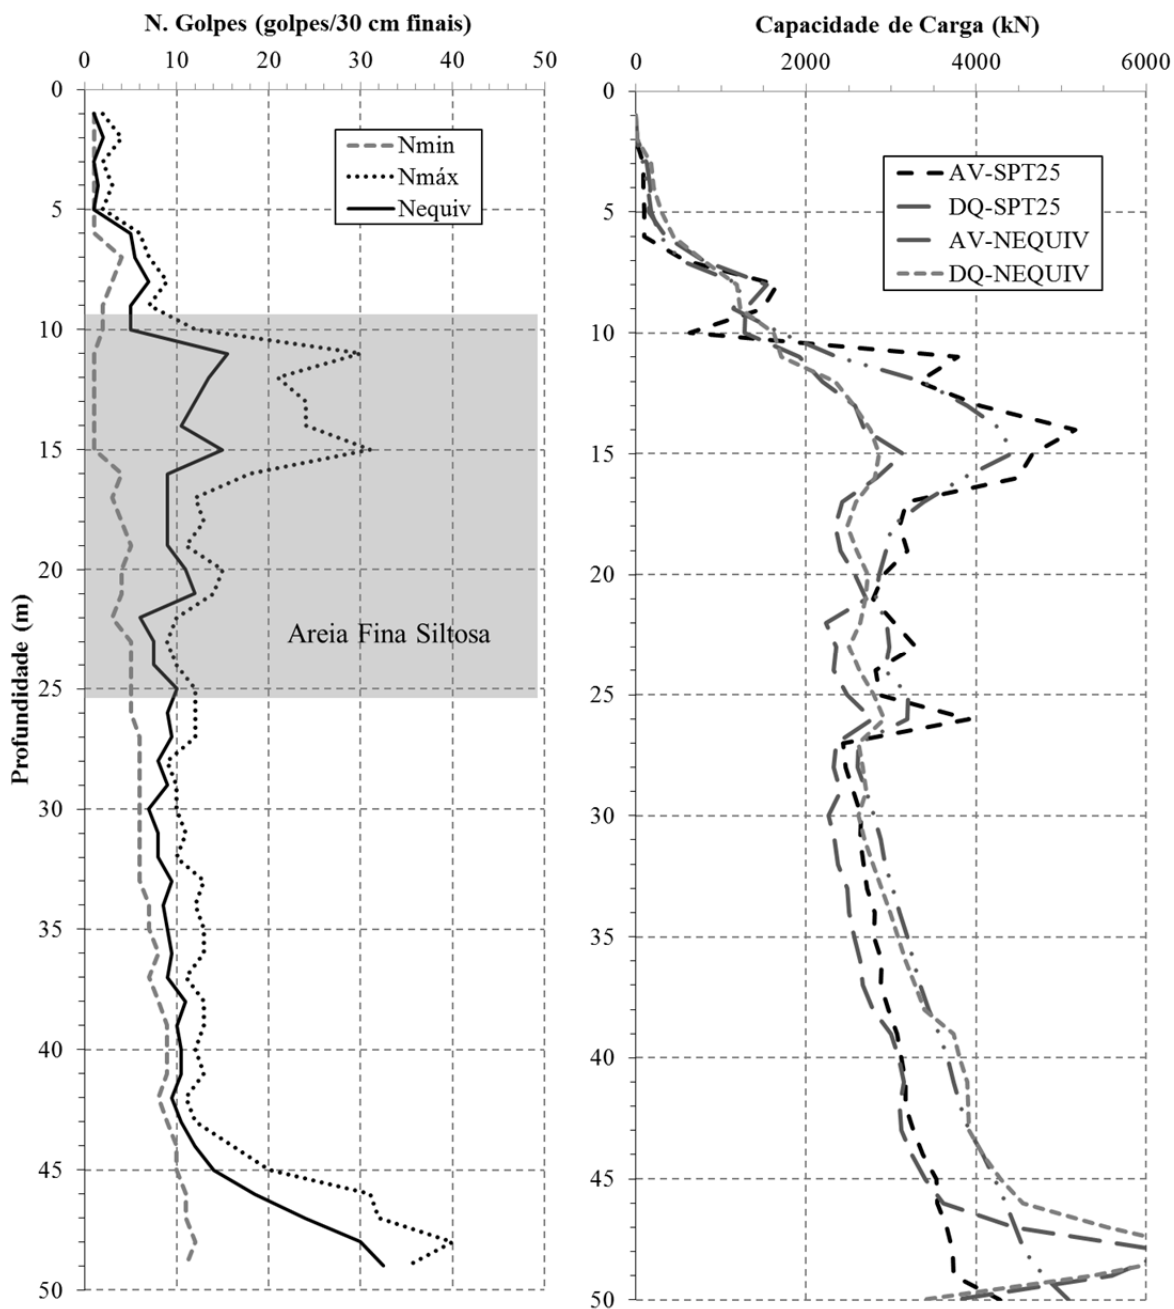 N. Golpes (golpes/30 cm finais)
0 10 20 30 40 50
0
5
10
15
20
25
30
35
40
45
50
Profundidade (m)
Nmin
Nmáx
Nequiv
Areia Fina Siltosa
Capacidade de Carga (kN)
0 2000 4000 6000
0
5
10
15
20
25
30
35
40
45
50
AV-SPT25
DQ-SPT25
AV-NEQUIV
DQ-NEQUIV